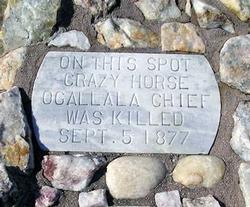 ON THIS SPOT
CRAZY HORSE
OGALLALA CHIEF
WAS KILLED
SEPT. 5 1877